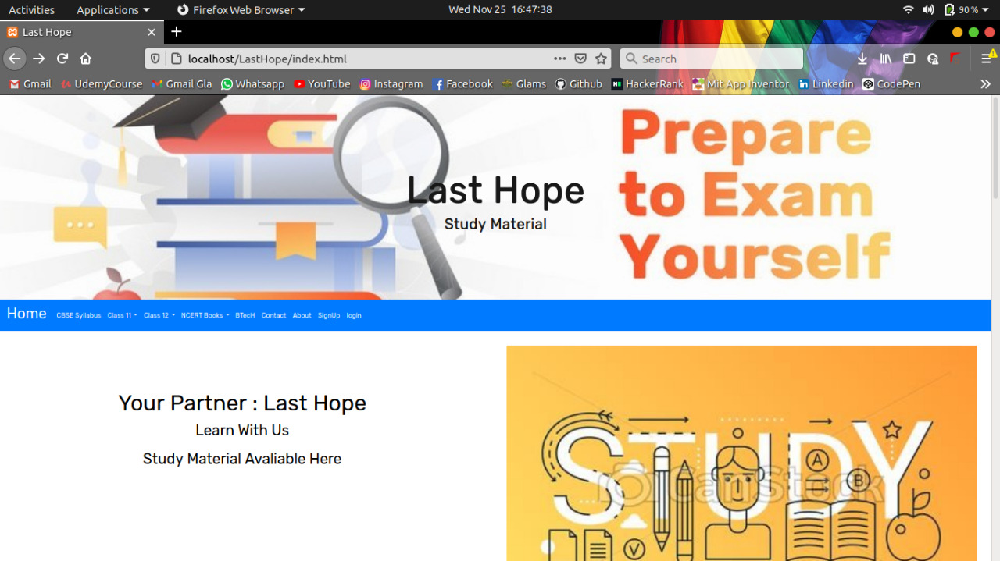 Activities Applications Firefox Web Browser Wed Nov 25 16:47:38 90 %
Last Hope
localhost/LastHope/index.html Search
Gmail UdemyCourse Gmail Gla Whatsapp YouTube Instagram Facebook Glams Github HackerRank Mit App Inventor Linkedin CodePen
Prepare
to Exam
Yourself
Last Hope
Study Material
Home CBSE Syllabus Class 11 Class 12 NCERT Books BTecH Contact About SignUp login
Your Partner : Last Hope
Learn With Us
Study Material Avaliable Here
STUDY
A
B
CanStock
V